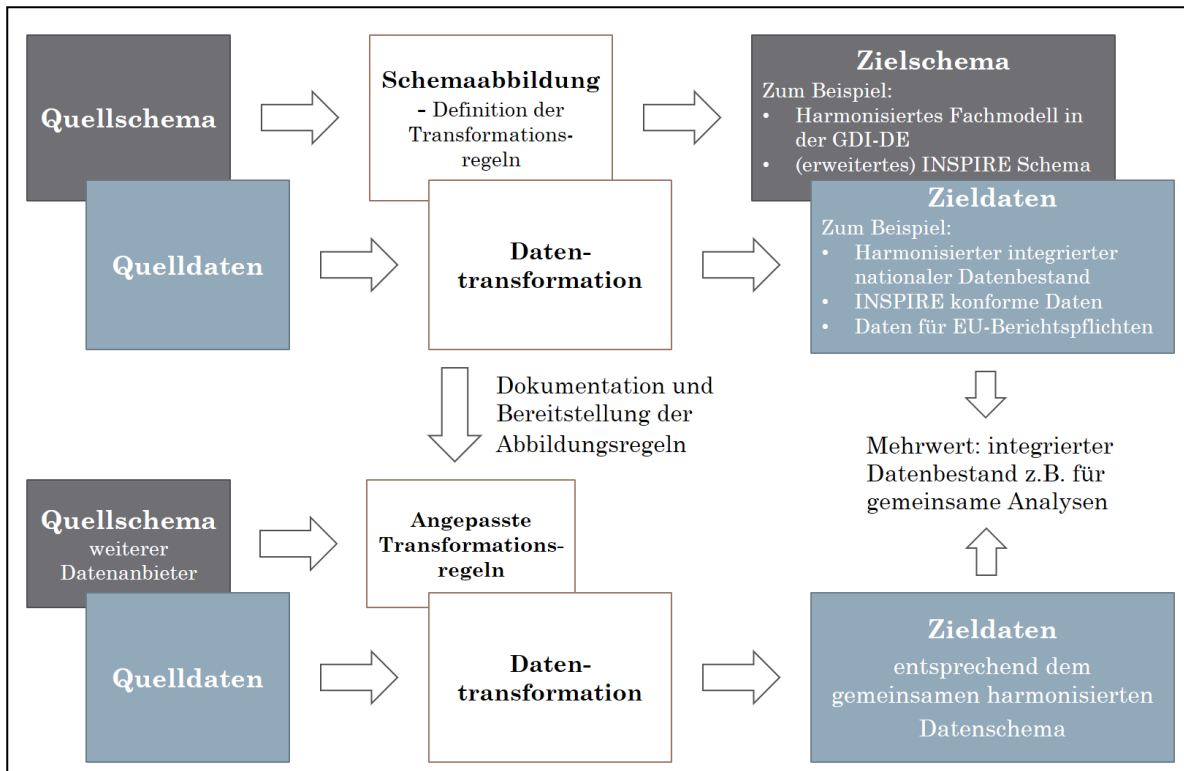 Quellschema
Schemaabbildung
– Definition der
Transformations-
regeln
Zielschema
Zum Beispiel:
• Harmonisiertes Fachmodell in
der GDI-DE
• (erweitertes) INSPIRE Schema
Quelldaten
Daten-
transformation
Zieldaten
Zum Beispiel:
• Harmonisierter integrierter
nationaler Datenbestand
• INSPIRE konforme Daten
• Daten für EU-Berichtspflichten
Dokumentation und
Bereitstellung der
Abbildungsregeln
Mehrwert: integrierter
Datenbestand z.B. für
gemeinsame Analysen
Quellschema
weiterer
Datenanbieter
Angepasste
Transformations-
regeln
Quelldaten
Daten-
transformation
Zieldaten
entsprechend dem
gemeinsamen harmonisierten
Datenschema